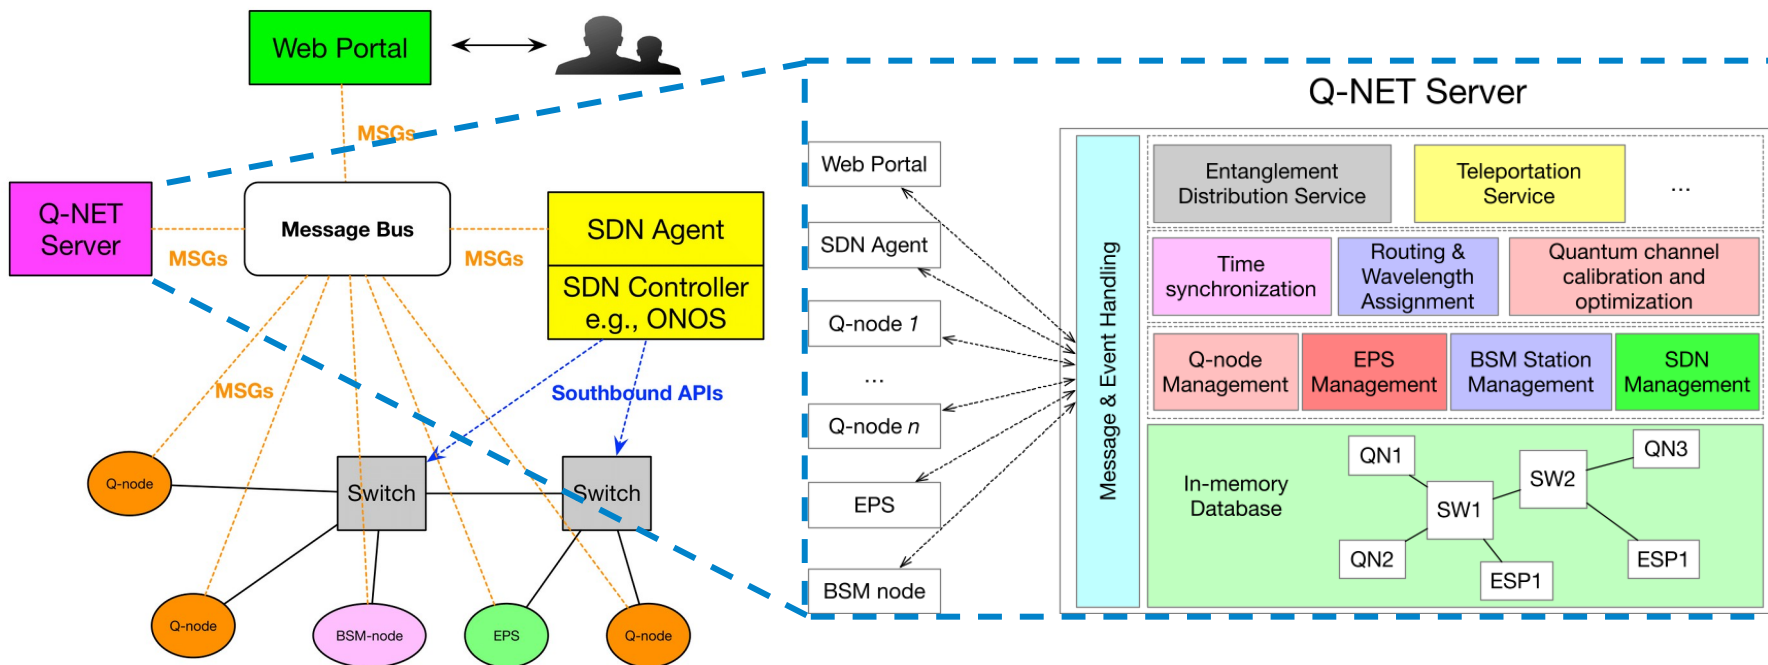 Web Portal
MSGs
Q-NET
Server
MSGs
Message Bus
MSGs
SDN Agent
SDN Controller
e.g., ONOS
MSGs
Southbound APIs
Q-node
Switch
Switch
Q-node
BSM-node
EPS
Q-node
Q-NET Server
Web Portal
SDN Agent
Q-node 1
...
Q-node n
EPS
BSM node
Message & Event Handling
Entanglement
Distribution Service
Teleportation
Service
...
Time
synchronization
Routing &
Wavelength
Assignment
Quantum channel
calibration and
optimization
Q-node
Management
EPS
Management
BSM Station
Management
SDN
Management
In-memory
Database
QN1
QN3
SW2
SW1
QN2
ESP1
ESP1